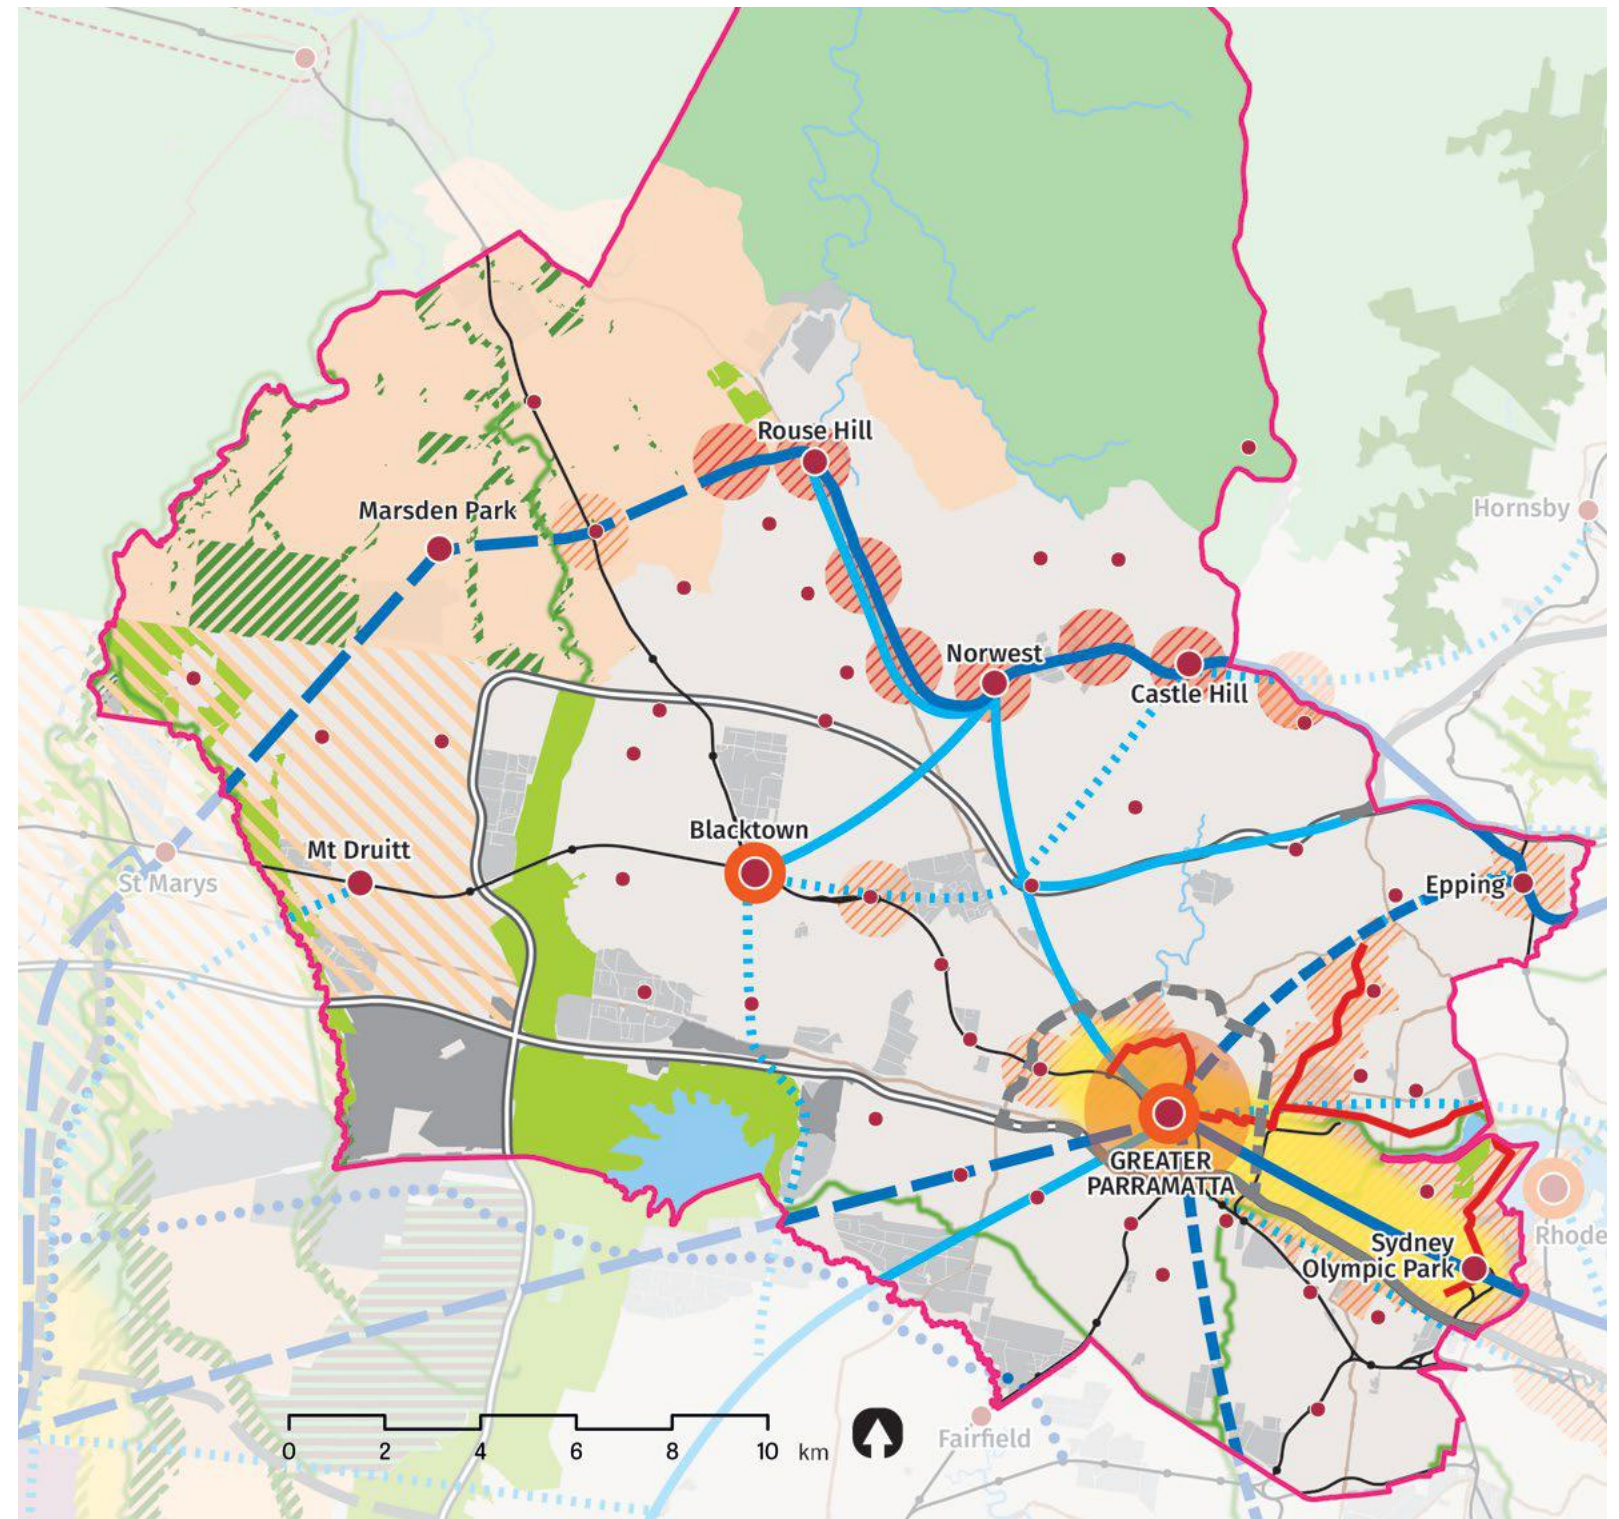 Rouse Hill
Marsden Park
Hornsby
Norwest
Castle Hill
Blacktown
Mt Druitt
St Marys
Epping
GREATER
PARRAMATTA
Sydney
Olympic Park
Rhode
Fairfield
0 2 4 6 8 10 km